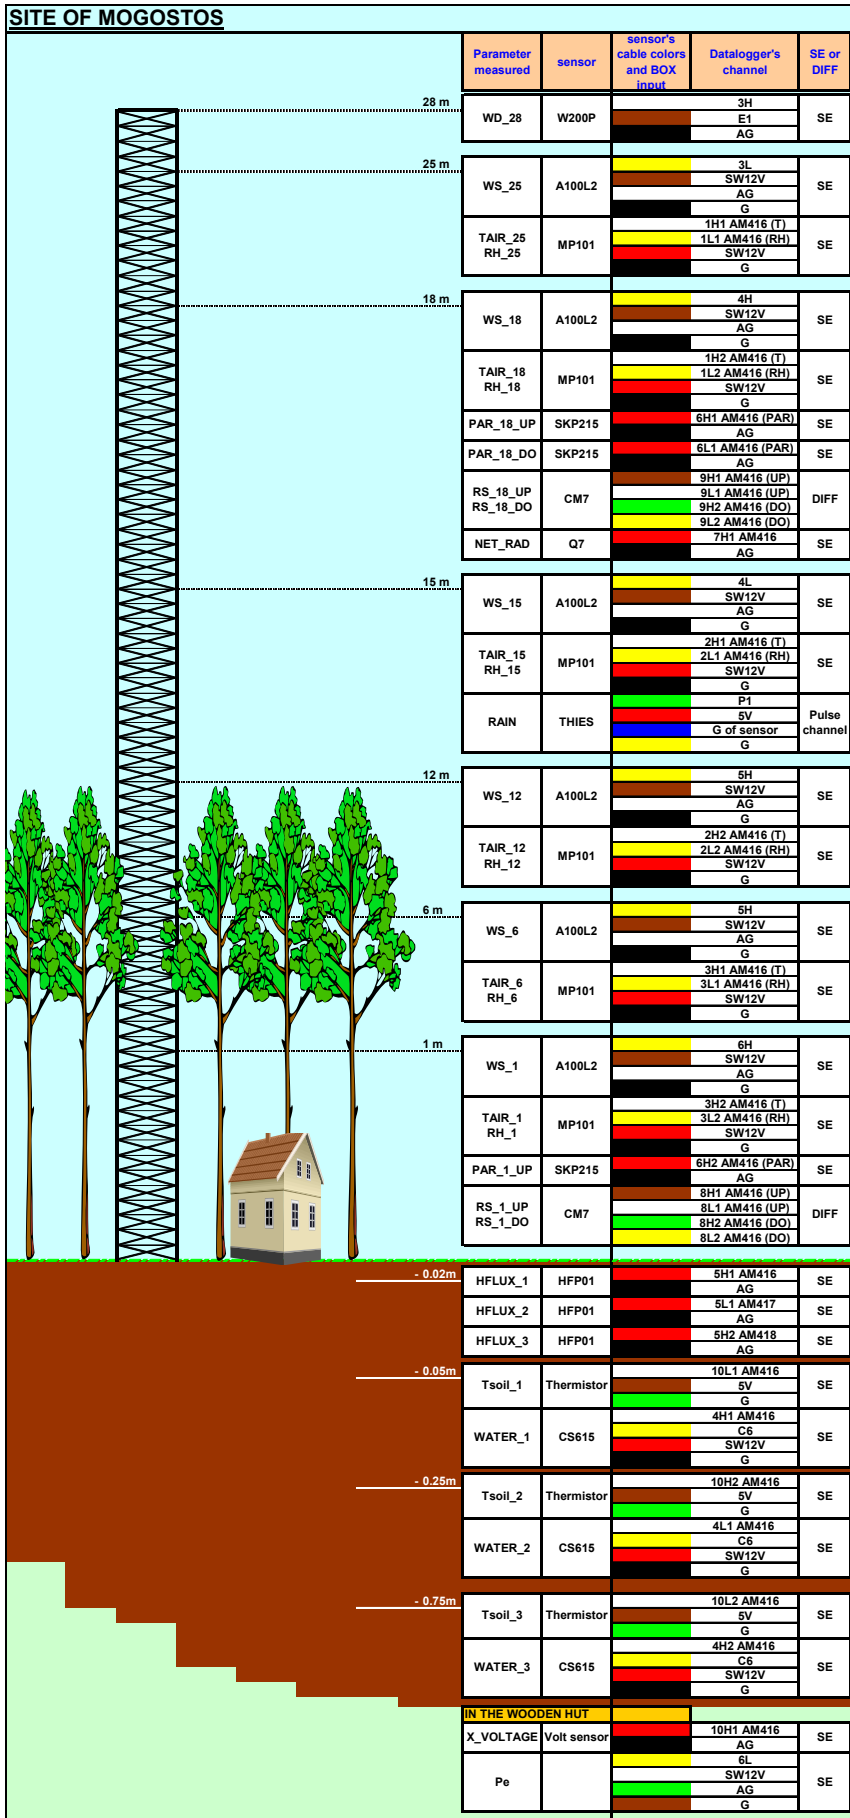 SITE OF MOGOSTOS
Parameter measured sensor sensor's cable colors and BOX input Datalogger's channel SE or DIFF
28 m
WD_28 W200P SE
3H
E1
AG
25 m
WS_25 A100L2 SE
3L
SW12V
AG
G
TAIR_25
RH_25 MP101 SE
1H1 AM416 (T)
1L1 AM416 (RH)
SW12V
G
18 m
WS_18 A100L2 SE
4H
SW12V
AG
G
TAIR_18
RH_18 MP101 SE
1H2 AM416 (T)
1L2 AM416 (RH)
SW12V
G
PAR_18_UP SKP215 SE
6H1 AM416 (PAR)
AG
PAR_18_DO SKP215 SE
6L1 AM416 (PAR)
AG
RS_18_UP
RS_18_DO CM7 DIFF
9H1 AM416 (UP)
9L1 AM416 (UP)
9H2 AM416 (DO)
9L2 AM416 (DO)
NET_RAD Q7 SE
7H1 AM416
AG
15 m
WS_15 A100L2 SE
4L
SW12V
AG
G
TAIR_15
RH_15 MP101 SE
2H1 AM416 (T)
2L1 AM416 (RH)
SW12V
G
RAIN THIES Pulse channel
P1
5V
G of sensor
G
12 m
WS_12 A100L2 SE
5H
SW12V
AG
G
TAIR_12
RH_12 MP101 SE
2H2 AM416 (T)
2L2 AM416 (RH)
SW12V
G
6 m
WS_6 A100L2 SE
5H
SW12V
AG
G
TAIR_6
RH_6 MP101 SE
3H1 AM416 (T)
3L1 AM416 (RH)
SW12V
G
1 m
WS_1 A100L2 SE
6H
SW12V
AG
G
TAIR_1
RH_1 MP101 SE
3H2 AM416 (T)
3L2 AM416 (RH)
SW12V
G
PAR_1_UP SKP215 SE
6H2 AM416 (PAR)
AG
RS_1_UP
RS_1_DO CM7 DIFF
8H1 AM416 (UP)
8L1 AM416 (UP)
8H2 AM416 (DO)
8L2 AM416 (DO)
- 0.02m
HFLUX_1 HFP01 SE
5H1 AM416
AG
HFLUX_2 HFP01 SE
5L1 AM417
AG
HFLUX_3 HFP01 SE
5H2 AM418
AG
- 0.05m
Tsoil_1 Thermistor SE
10L1 AM416
5V
G
WATER_1 CS615 SE
4H1 AM416
C6
SW12V
G
- 0.25m
Tsoil_2 Thermistor SE
10H2 AM416
5V
G
WATER_2 CS615 SE
4L1 AM416
C6
SW12V
G
- 0.75m
Tsoil_3 Thermistor SE
10L2 AM416
5V
G
WATER_3 CS615 SE
4H2 AM416
C6
SW12V
G
IN THE WOODEN HUT
X_VOLTAGE Volt sensor SE
10H1 AM416
AG
Pe SE
6L
SW12V
AG
G